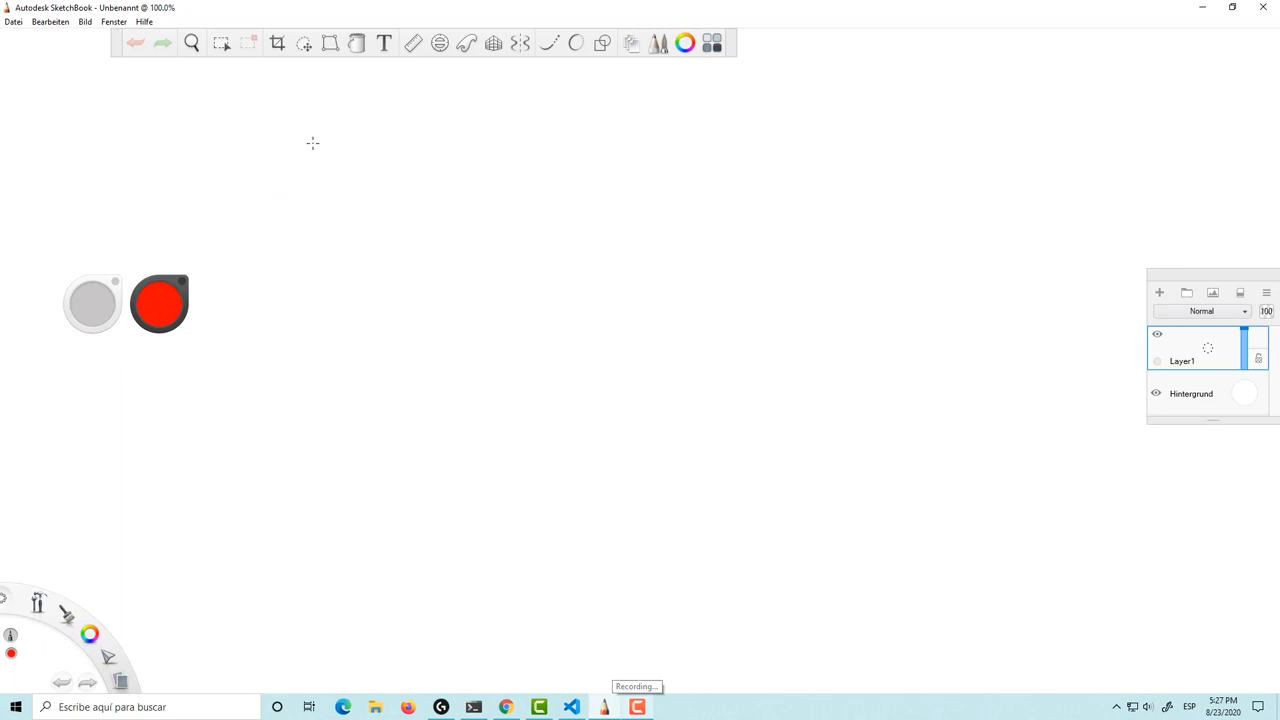 Autodesk SketchBook - Unbenannt @ 100.0%
Datei Bearbeiten Bild Fenster Hilfe
T
Normal 100
Layer1
Hintergrund
Recording...
Escribe aquí para buscar
ESP
5:27 PM
8/23/2020